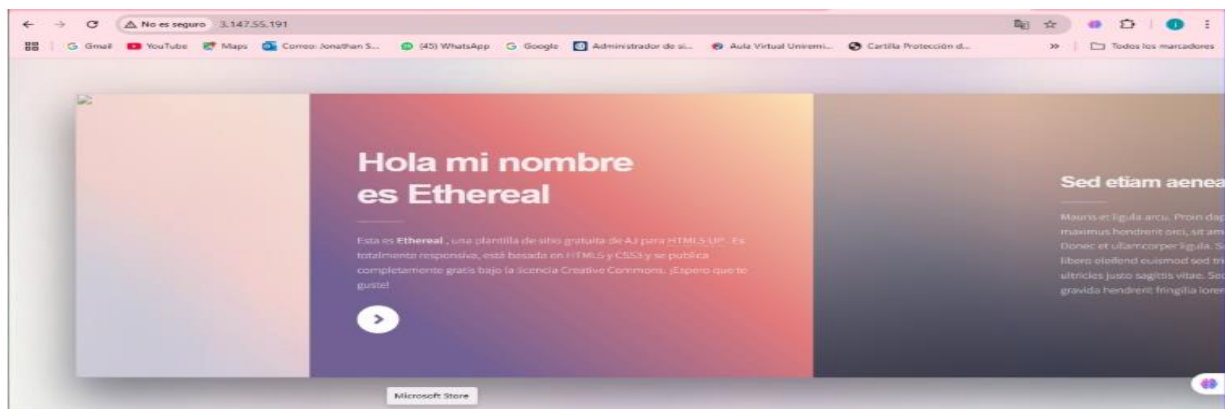 No es seguro 3.147.55.191
Gmail YouTube Maps Correo: Jonathan S... (45) WhatsApp Google Administrador de si... Aula Virtual Uniremi... Cartilla Protección d... » Todos los marcadores
Hola mi nombre
es Ethereal
Esta es Ethereal , una plantilla de sitio gratuita de AJ para HTML5 UP . Es
totalmente responsiva, está basada en HTML5 y CSS3 y se publica
completamente gratis bajo la licencia Creative Commons. ¡Espero que te
guste!
Sed etiam aenea
Mauris et ligula arcu. Proin dap
maximus hendrerit orci, sit am
Donec et ullamcorper ligula. S
libero eleifend euismod sed tri
ultricies justo sagittis vitae. Sed
gravida hendrerit fringilla lore
Microsoft Store